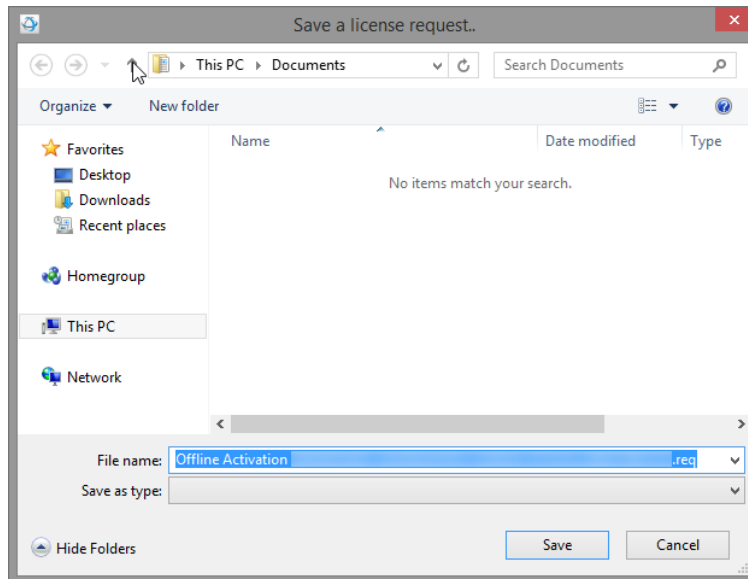 Save a license request..
This PC Documents Search Documents
Organize New folder
Name Date modified Type
Favorites
Desktop
Downloads
Recent places
Homegroup
This PC
Network
No items match your search.
File name: Offline Activation .req
Save as type:
Hide Folders Save Cancel